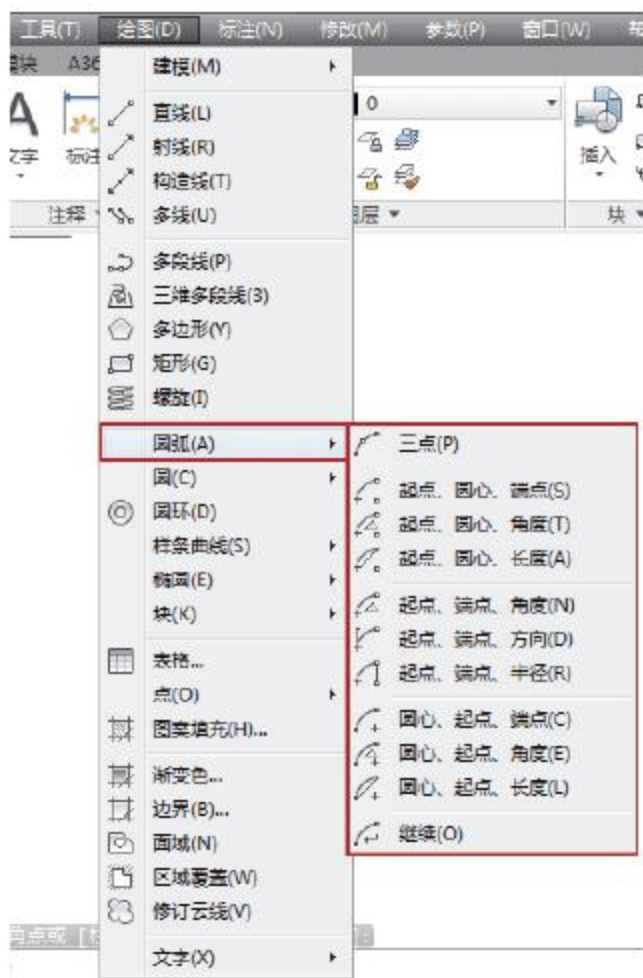 工具(T) 绘图(D) 标注(N) 修改(M) 参数(P) 窗口(W)
A36
文字 标注
0
插入
注释
块
建模(M)
直线(L)
射线(R)
构造线(T)
多线(U)
多段线(P)
三维多段线(3)
多边形(Y)
矩形(G)
螺旋(I)
圆弧(A)
圆(C)
圆环(D)
样条曲线(S)
椭圆(E)
块(K)
表格...
点(O)
图案填充(H)...
渐变色...
边界(B)...
面域(N)
区域覆盖(W)
修订云线(V)
文字(X)
三点(P)
起点、圆心、端点(S)
起点、圆心、角度(T)
起点、圆心、长度(A)
起点、端点、角度(N)
起点、端点、方向(D)
起点、端点、半径(R)
圆心、起点、端点(C)
圆心、起点、角度(E)
圆心、起点、长度(L)
继续(O)
角点或 [